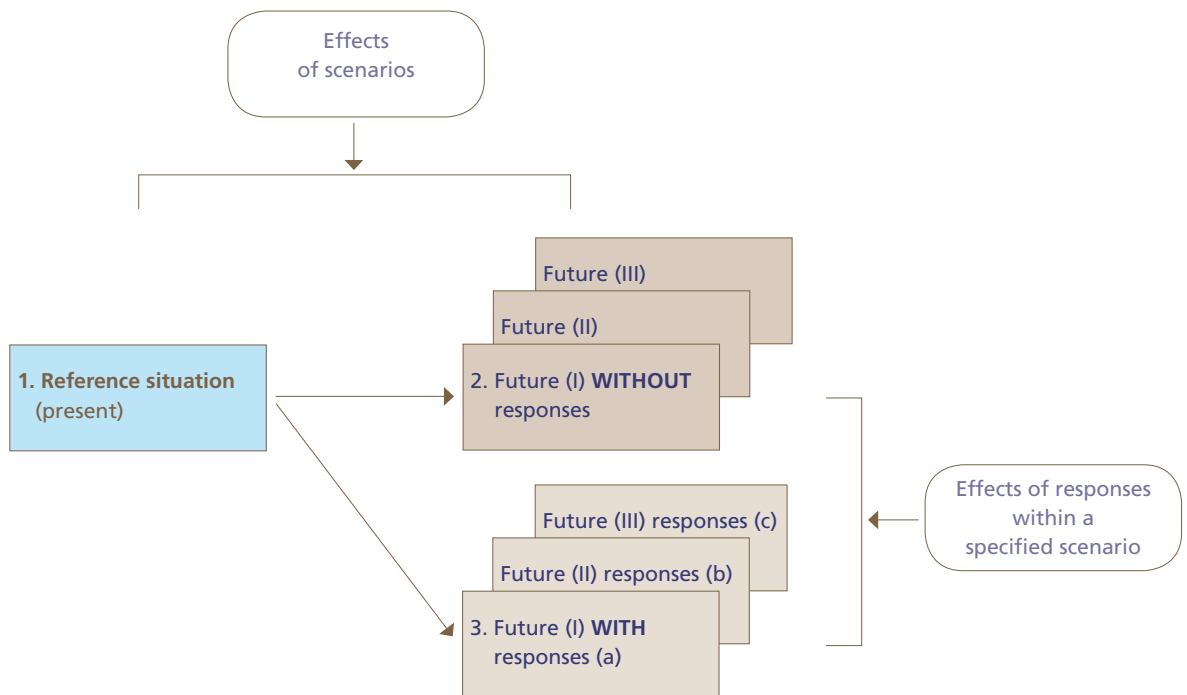 Effects
of scenarios
Future (III)
Future (II)
1. Reference situation
(present)
2. Future (I) WITHOUT
responses
Future (III) responses (c)
Future (II) responses (b)
3. Future (I) WITH
responses (a)
Effects of responses
within a
specified scenario